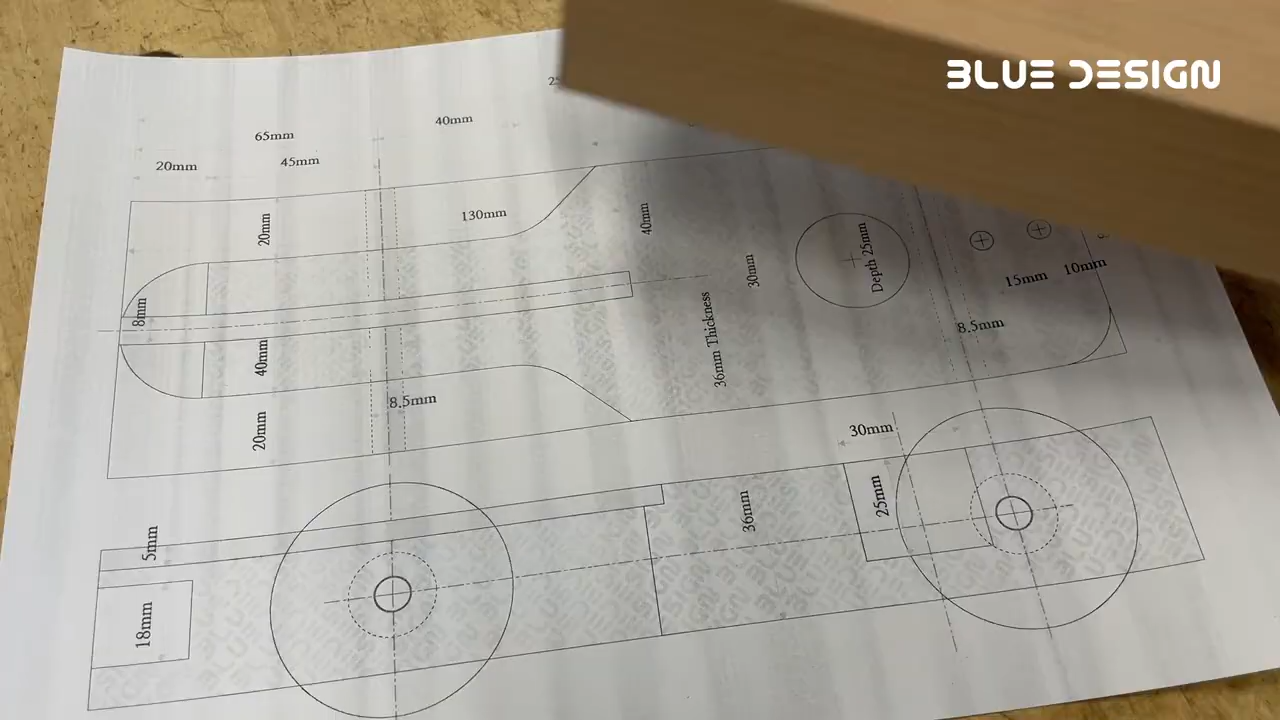 BLUE DESIGN
65mm
40mm
20mm
45mm
20mm
130mm
40mm
30mm
Depth 25mm
15mm
10mm
8mm
36mm Thickness
8.5mm
40mm
8.5mm
20mm
30mm
25mm
36mm
5mm
18mm